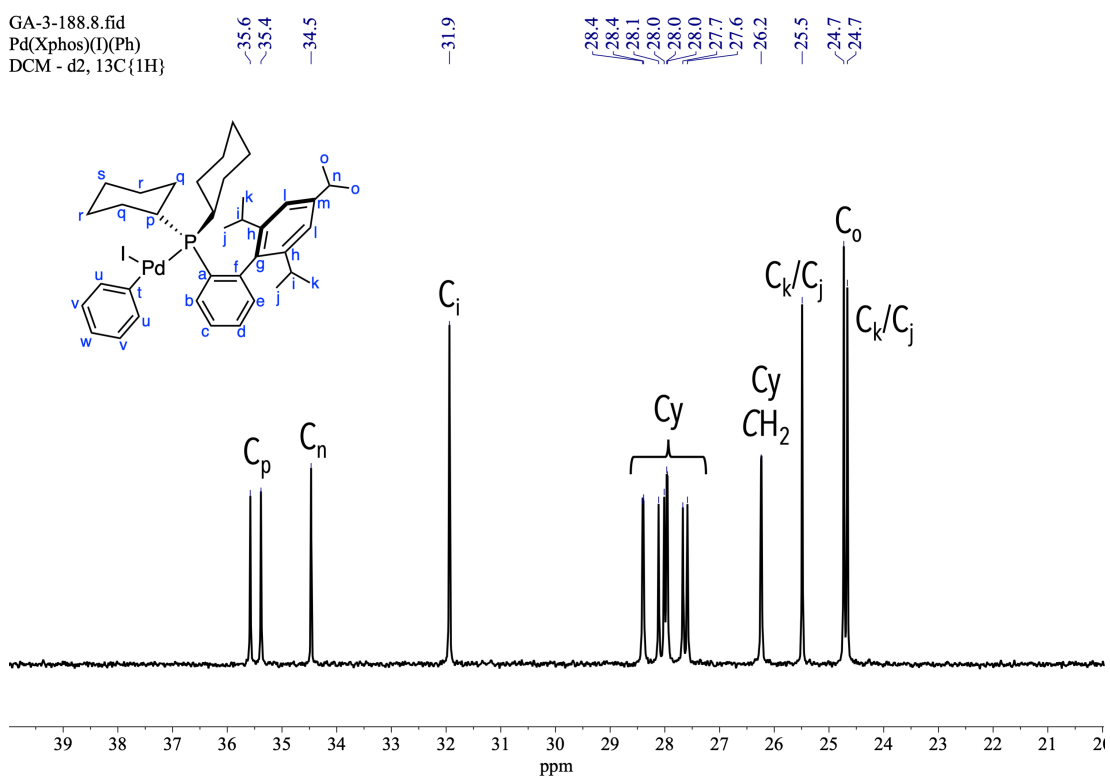 GA-3-188.8.fid
Pd(Xphos)(I)(Ph)
DCM - d2, 13C{1H}
35.6
35.4
34.5
31.9
28.4
28.4
28.1
28.0
28.0
28.0
27.7
27.6
26.2
25.5
24.7
24.7
s
r
q
r
q
p
P
I
Pd
u
t
v
u
w
v
a
b
c
d
e
f
g
h
i
j
k
l
m
n
o
o
l
h
i
j
k
Cp
Cn
Ci
Cy
Cy
CH2
Ck/Cj
Co
Ck/Cj
39 38 37 36 35 34 33 32 31 30 29 28 27 26 25 24 23 22 21 20
ppm